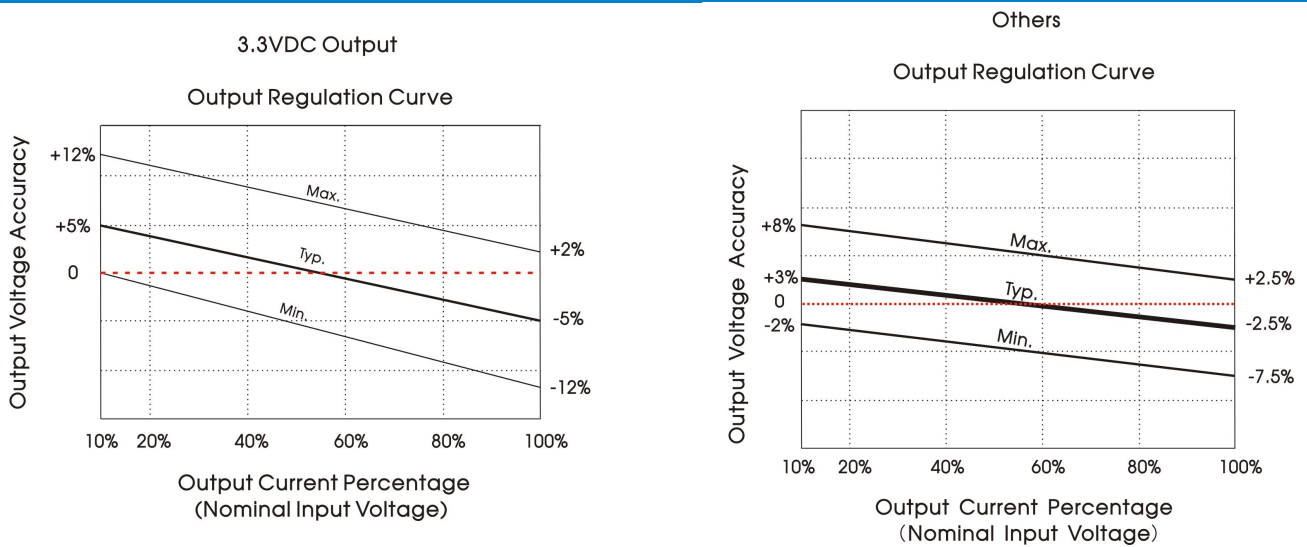 3.3VDC Output
Output Regulation Curve
Output Voltage Accuracy
+12%
+5%
0
Max.
Typ.
Min.
+2%
-5%
-12%
10% 20% 40% 60% 80% 100%
Output Current Percentage
(Nominal Input Voltage)
Others
Output Regulation Curve
Output Voltage Accuracy
+8%
+3%
0
-2%
Max.
Typ.
Min.
+2.5%
-2.5%
-7.5%
10% 20% 40% 60% 80% 100%
Output Current Percentage
(Nominal Input Voltage)